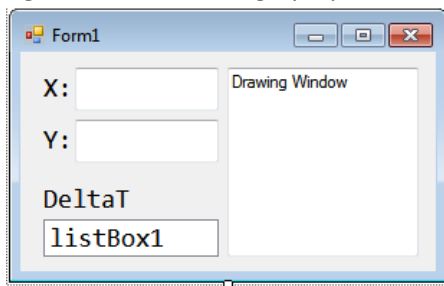 Form1
X:
Drawing Window
Y:
DeltaT
listBox1